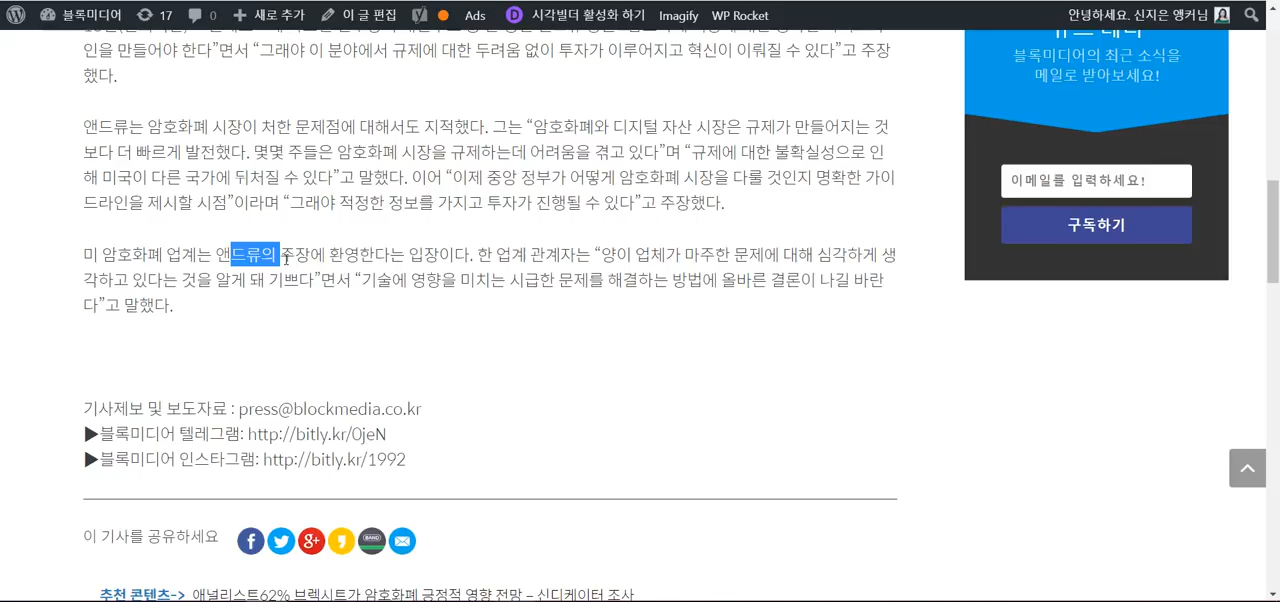 블록미디어 17 0 새로 추가 이 글 편집 Ads D 시각빌더 활성화 하기 Imagify WP Rocket 안녕하세요. 신지은 앵커님
인을 만들어야 한다”면서 “그래야 이 분야에서 규제에 대한 두려움 없이 투자가 이루어지고 혁신이 이뤄질 수 있다”고 주장
했다.
앤드류는 암호화폐 시장이 처한 문제점에 대해서도 지적했다. 그는 “암호화폐와 디지털 자산 시장은 규제가 만들어지는 것
보다 더 빠르게 발전했다. 몇몇 주들은 암호화폐 시장을 규제하는데 어려움을 겪고 있다”며 “규제에 대한 불확실성으로 인
해 미국이 다른 국가에 뒤처질 수 있다”고 말했다. 이어 “이제 중앙 정부가 어떻게 암호화폐 시장을 다룰 것인지 명확한 가이
드라인을 제시할 시점”이라며 “그래야 적정한 정보를 가지고 투자가 진행될 수 있다”고 주장했다.
미 암호화폐 업계는 앤드류의 주장에 환영한다는 입장이다. 한 업계 관계자는 “양이 업체가 마주한 문제에 대해 심각하게 생
각하고 있다는 것을 알게 돼 기쁘다”면서 “기술에 영향을 미치는 시급한 문제를 해결하는 방법에 올바른 결론이 나길 바란
다”고 말했다.
기사제보 및 보도자료 : press@blockmedia.co.kr
▶블록미디어 텔레그램: http://bitly.kr/0jeN
▶블록미디어 인스타그램: http://bitly.kr/1992
이 기사를 공유하세요 BAND
추천 콘텐츠-> 애널리스트62% 브렉시트가 암호화폐 긍정적 영향 전망 – 신디케이터 조사
블록미디어의 최근 소식을
메일로 받아보세요!
이메일를 입력하세요!
구독하기